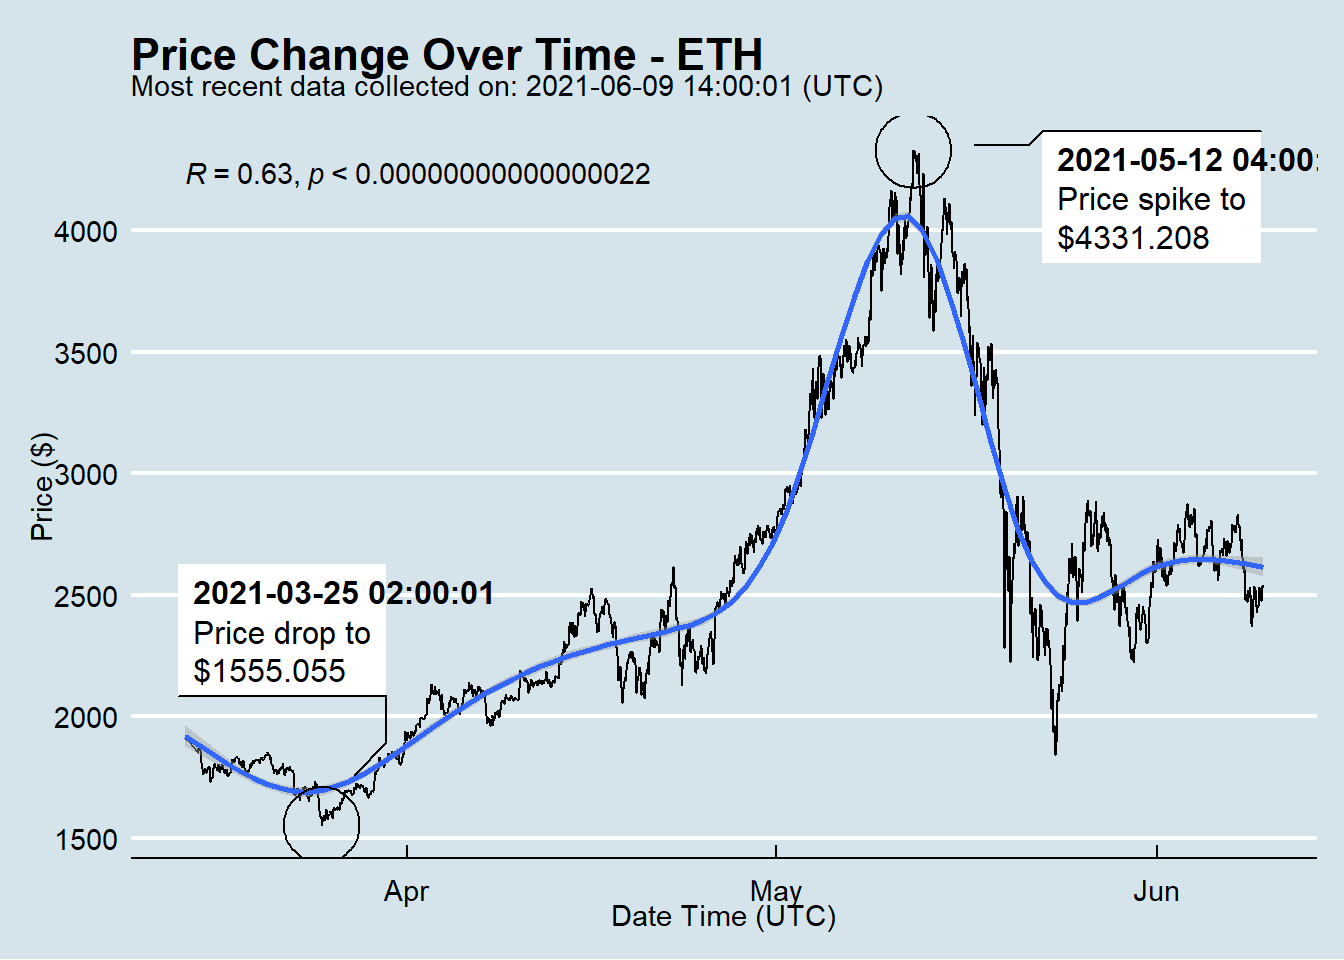 Price Change Over Time - ETH
Most recent data collected on: 2021-06-09 14:00:01 (UTC)
R = 0.63, p < 0.00000000000000022
2021-05-12 04:00:
Price spike to
$4331.208
4000
3500
3000
2500
2000
1500
Price ($)
2021-03-25 02:00:01
Price drop to
$1555.055
Apr
May
Jun
Date Time (UTC)